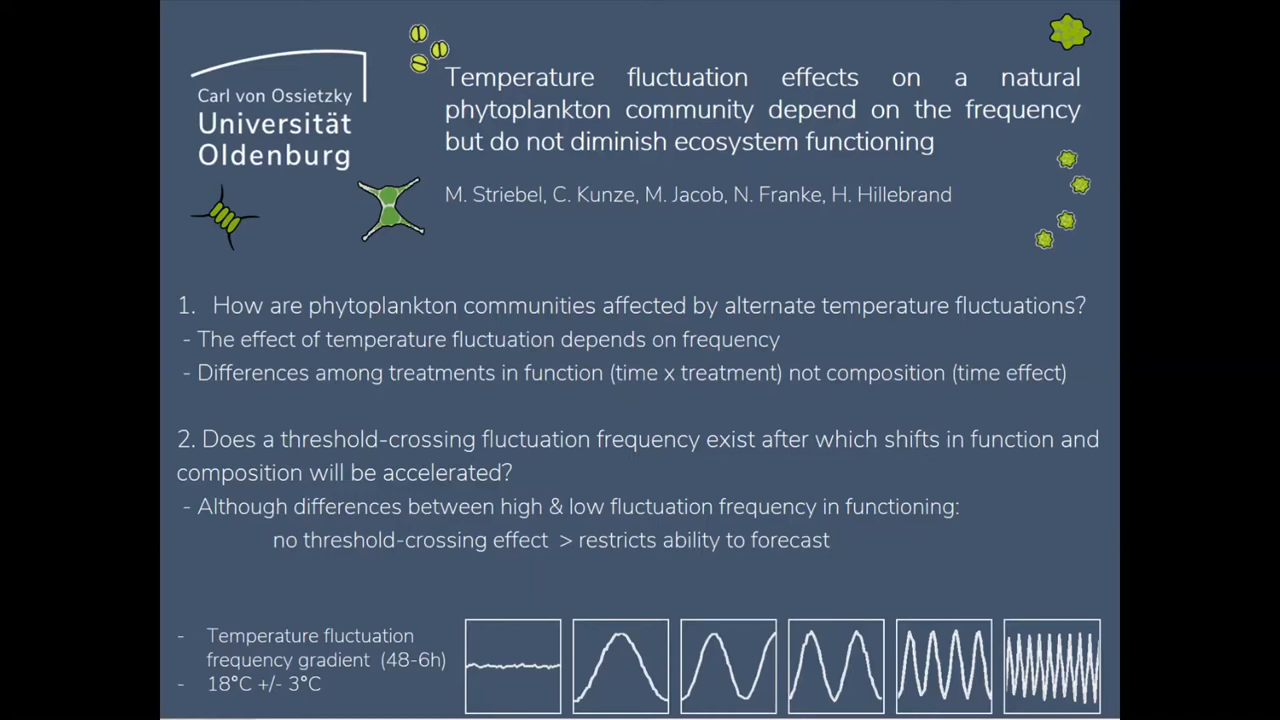 Carl von Ossietzky
Universität
Oldenburg
Temperature fluctuation effects on a natural
phytoplankton community depend on the frequency
but do not diminish ecosystem functioning
M. Striebel, C. Kunze, M. Jacob, N. Franke, H. Hillebrand
1. How are phytoplankton communities affected by alternate temperature fluctuations?
- The effect of temperature fluctuation depends on frequency
- Differences among treatments in function (time x treatment) not composition (time effect)
2. Does a threshold-crossing fluctuation frequency exist after which shifts in function and
composition will be accelerated?
- Although differences between high & low fluctuation frequency in functioning:
no threshold-crossing effect > restricts ability to forecast
- Temperature fluctuation
frequency gradient (48-6h)
- 18°C +/- 3°C